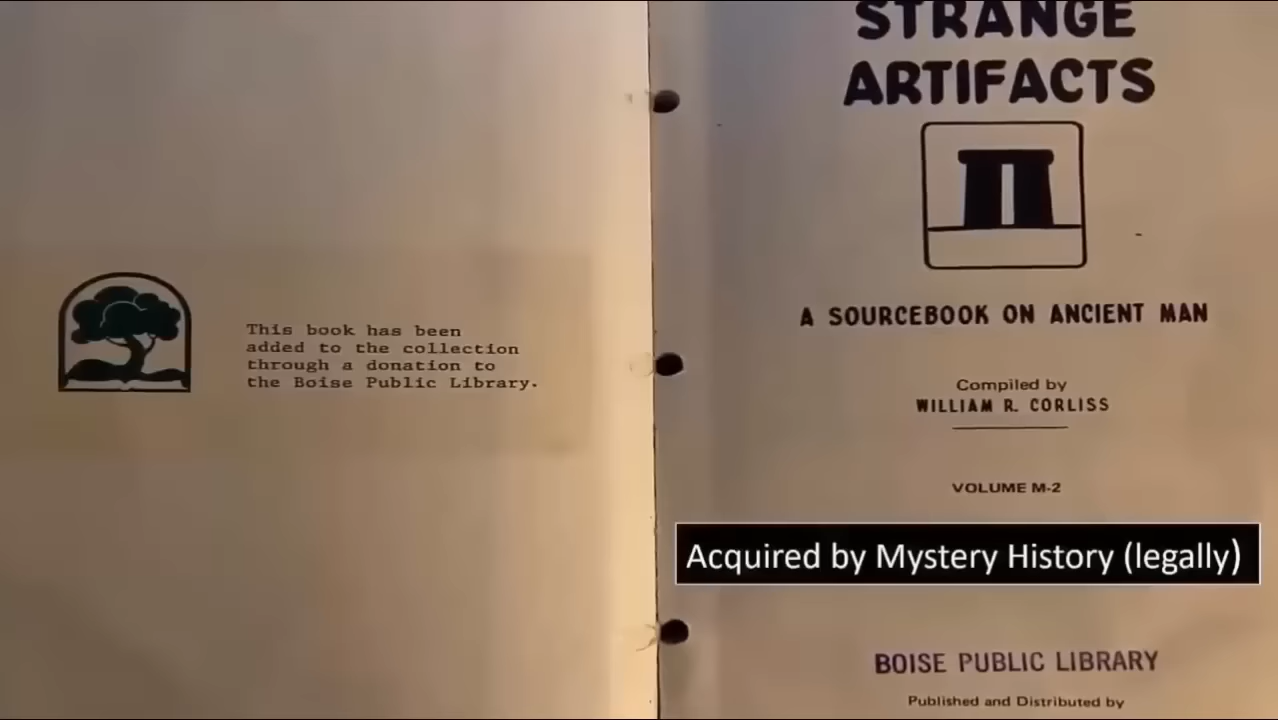 This book has been
added to the collection
through a donation to
the Boise Public Library.
STRANGE
ARTIFACTS
A SOURCEBOOK ON ANCIENT MAN
Compiled by
WILLIAM R. CORLISS
VOLUME M-2
Acquired by Mystery History (legally)
BOISE PUBLIC LIBRARY
Published and Distributed by